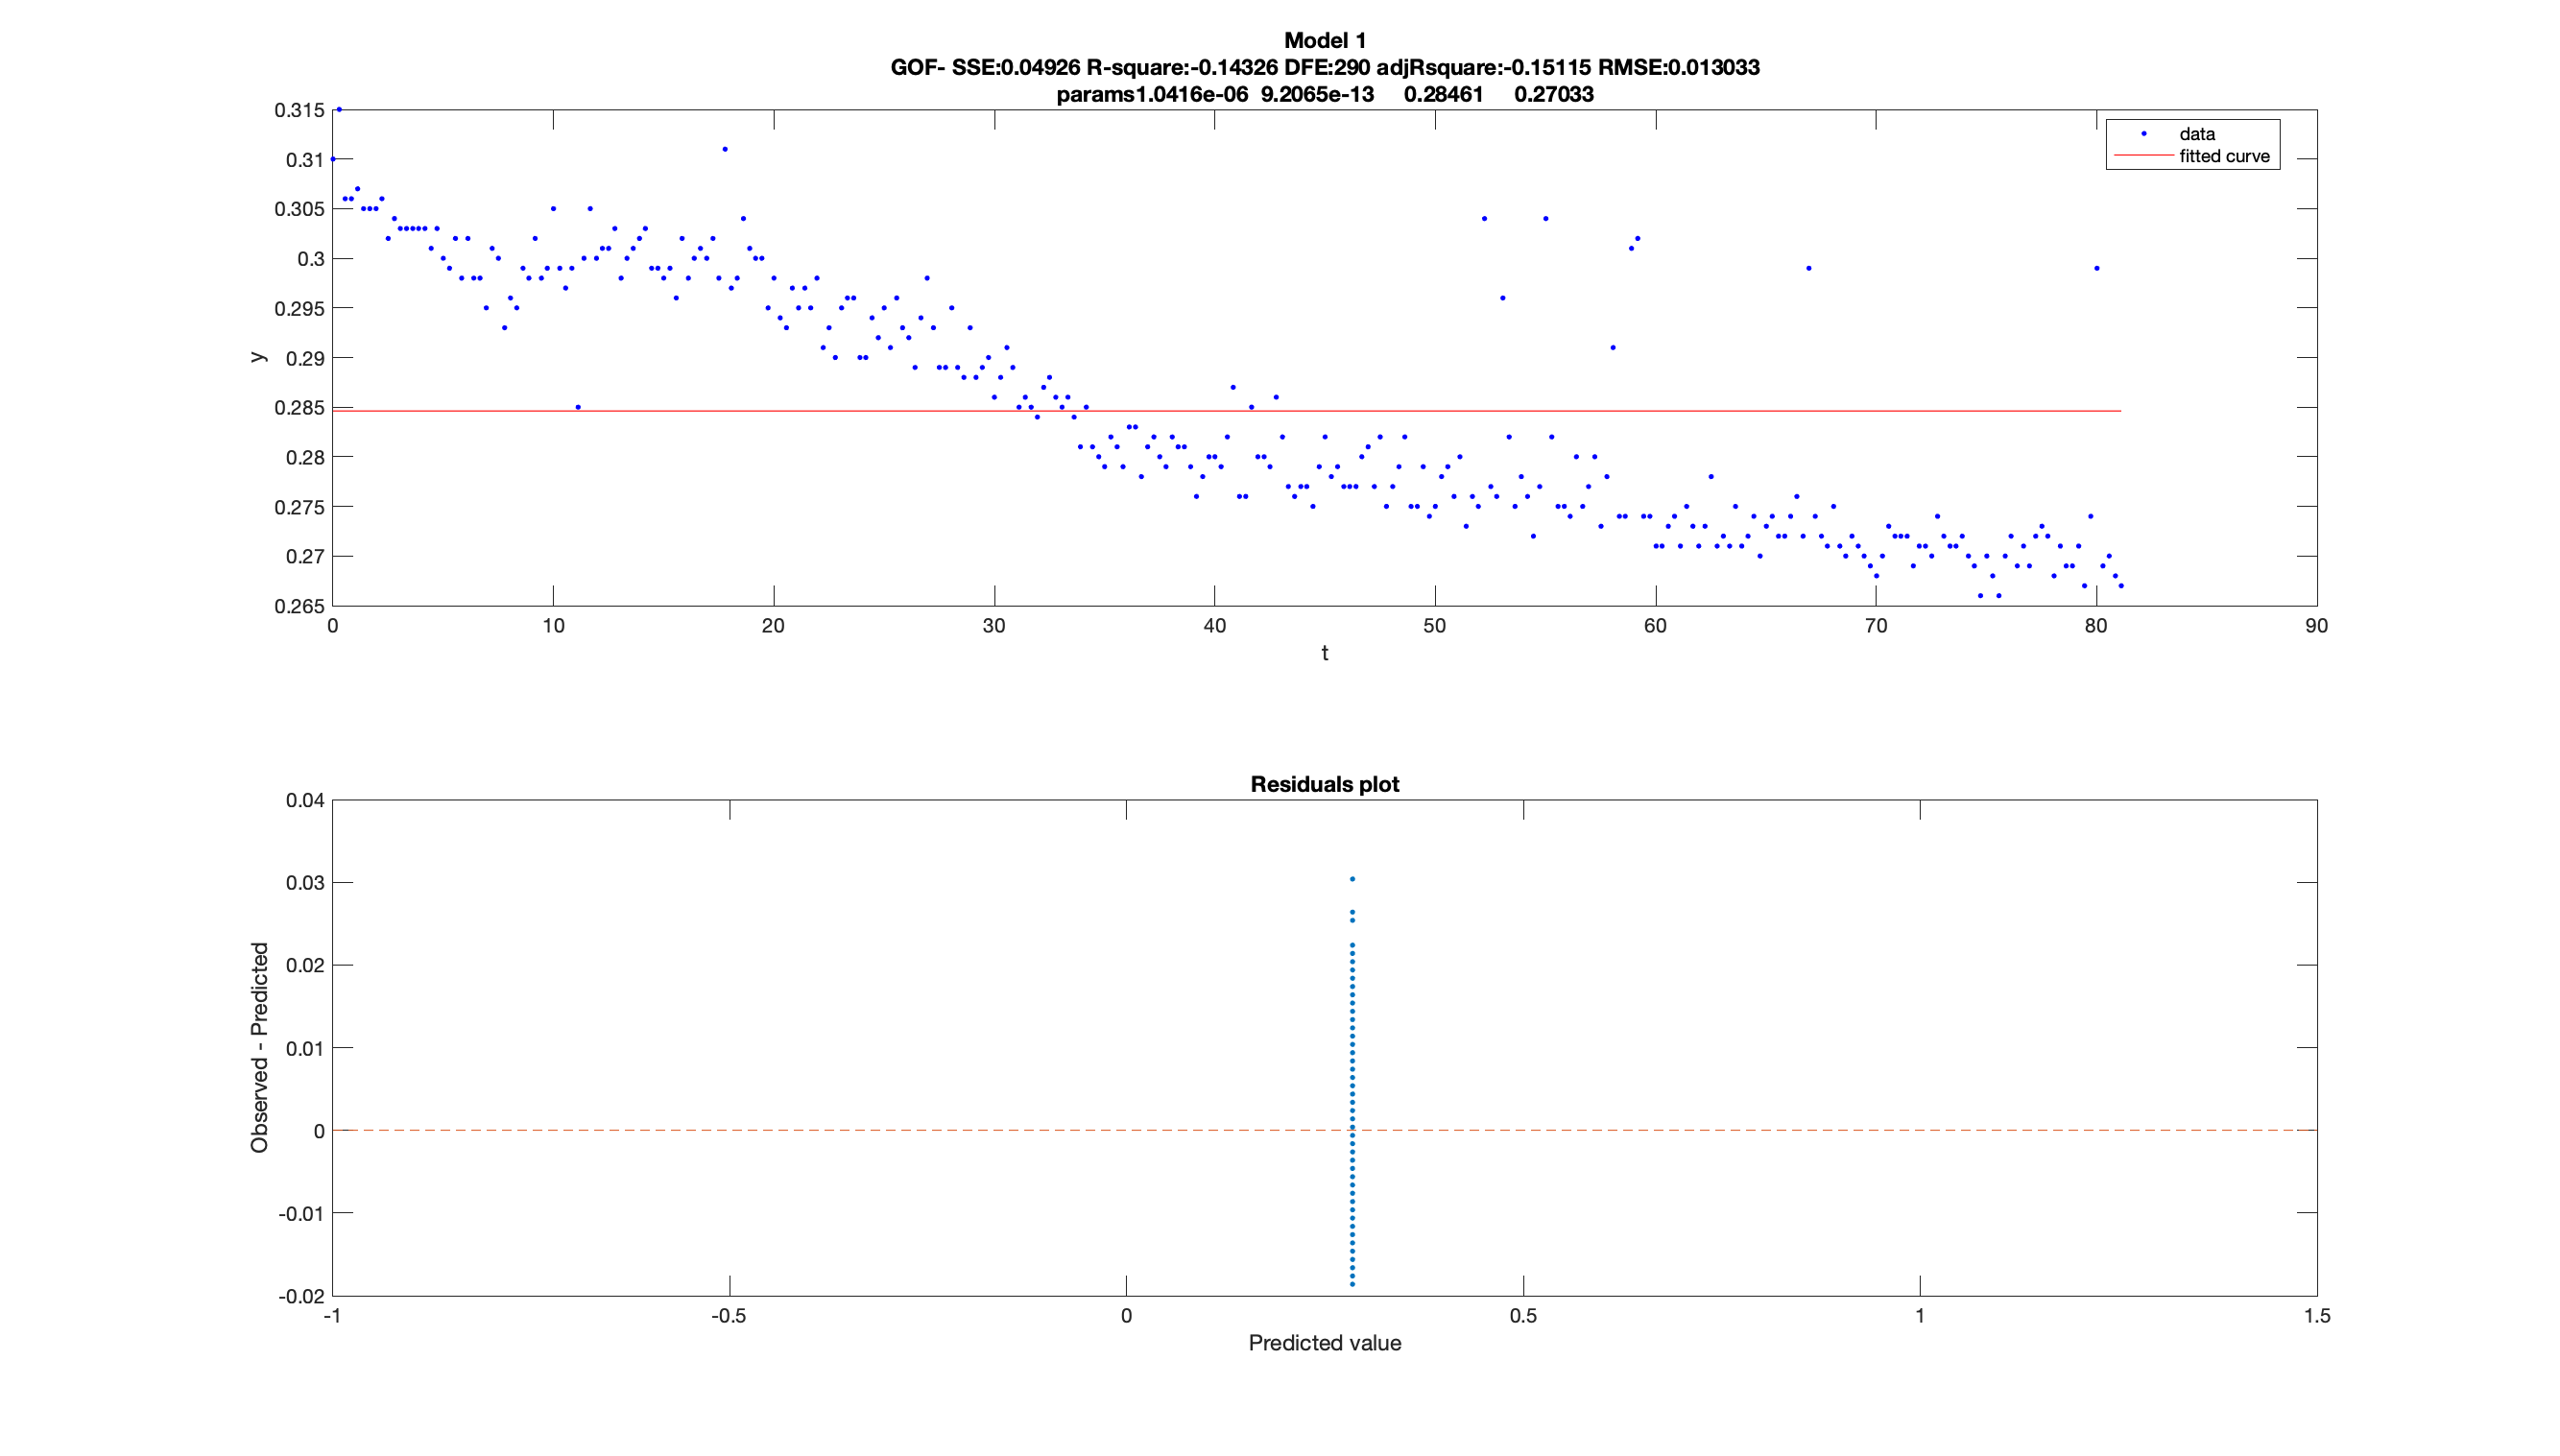 Model 1
GOF- SSE:0.04926 R-square:-0.14326 DFE:290 adjRsquare:-0.15115 RMSE:0.013033
params1.0416e-06 9.2065e-13 0.28461 0.27033
0.315
0.31
0.305
0.3
0.295
0.29
0.285
0.28
0.275
0.27
0.265
y
data
fitted curve
0 10 20 30 40 50 60 70 80 90
t
Residuals plot
0.04
0.03
0.02
0.01
0
-0.01
-0.02
Observed - Predicted
-1 -0.5 0 0.5 1 1.5
Predicted value